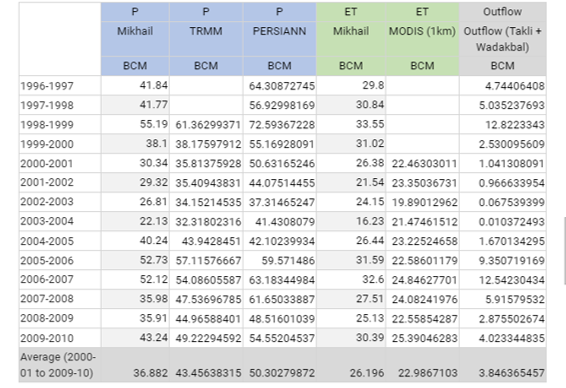 P P P ET ET Outflow
Mikhail TRMM PERSIANN Mikhail MODIS (1km) Outflow (Takli +
Wadakbal)
BCM BCM BCM BCM BCM BCM
1996-1997 41.84 64.30872745 29.8 4.74406408
1997-1998 41.77 56.92998169 30.84 5.035237693
1998-1999 55.19 61.36299371 72.59367228 33.55 12.8223343
1999-2000 38.1 38.17597912 55.16928091 31.02 2.530095609
2000-2001 30.34 35.81375928 50.63165246 26.38 22.46303011 1.041308091
2001-2002 29.32 35.40943831 44.07514455 21.54 23.35036731 0.966633954
2002-2003 26.81 34.15214535 37.31465247 24.15 19.89012962 0.067539399
2003-2004 22.13 32.31802316 41.4308079 16.23 21.47461512 0.010372493
2004-2005 40.24 43.9428451 42.10239934 26.44 23.22524658 1.670134295
2005-2006 52.73 57.11576667 59.571486 31.59 22.58601179 9.350719169
2006-2007 52.12 54.08605587 63.18344984 32.6 24.84627701 12.54230434
2007-2008 35.98 47.53696785 61.65033887 27.51 24.08241976 5.91579532
2008-2009 35.91 44.96588401 48.51601039 25.13 22.55854287 2.875502674
2009-2010 43.24 49.22294592 54.55204537 30.39 25.39046283 4.023344835
Average (2000-
01 to 2009-10) 36.882 43.45638315 50.30279872 26.196 22.9867103 3.846365457